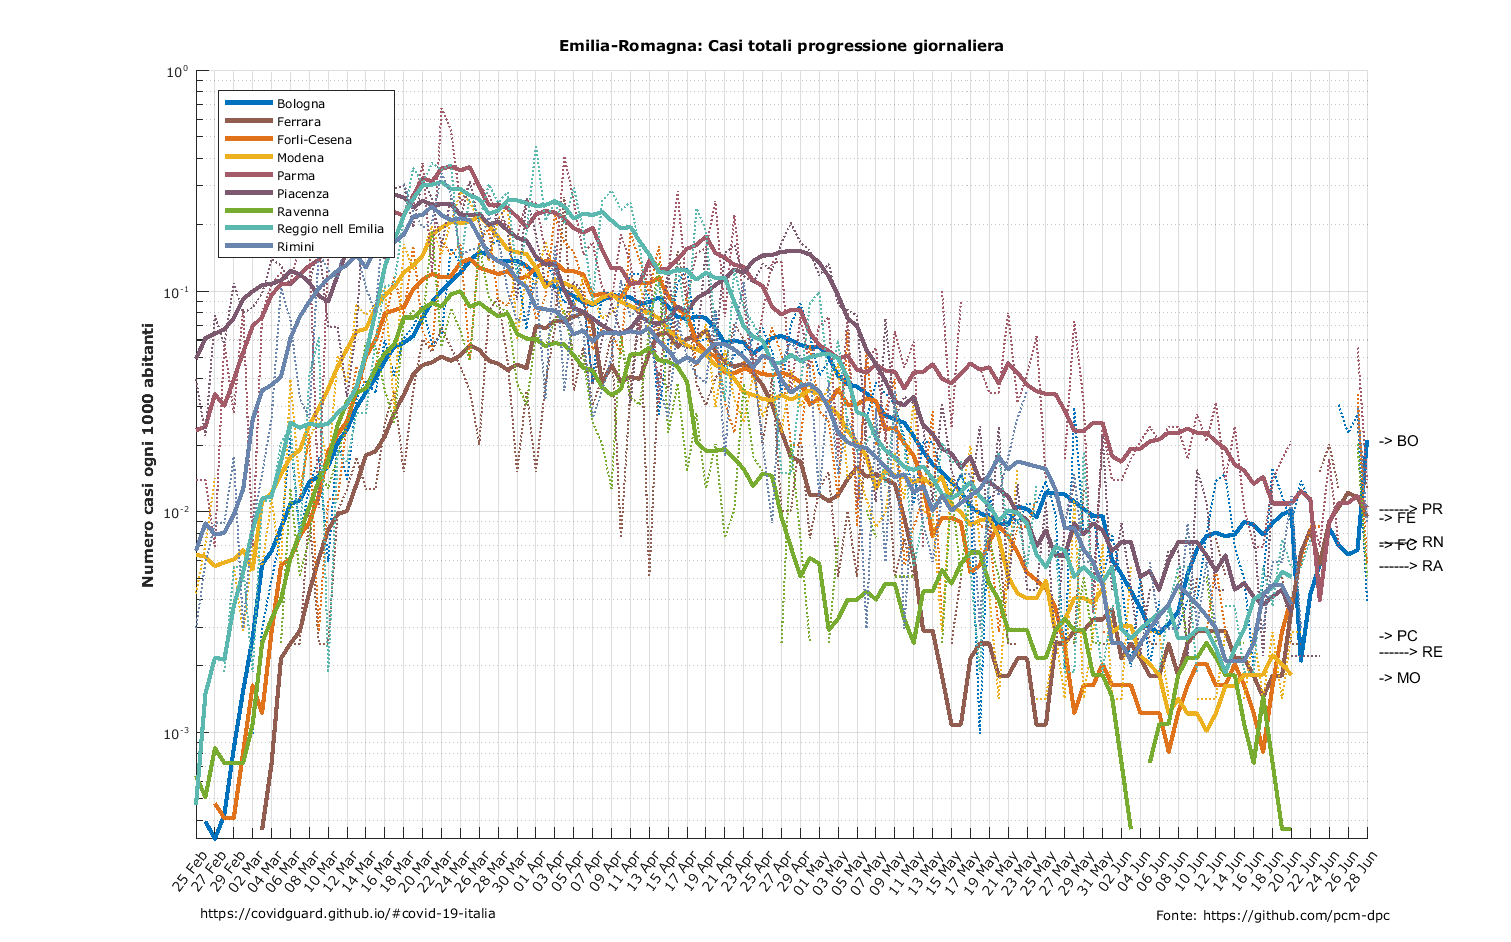 Emilia-Romagna: Casi totali progressione giornaliera
Numero casi ogni 1000 abitanti
10^0
10^-1
10^-2
10^-3
Bologna
Ferrara
Forli-Cesena
Modena
Parma
Piacenza
Ravenna
Reggio nell Emilia
Rimini
-> BO
------> PR
-> FE
------> RN
-> FC
------> RA
-> PC
------> RE
-> MO
25 Feb
27 Feb
29 Feb
02 Mar
04 Mar
06 Mar
08 Mar
10 Mar
12 Mar
14 Mar
16 Mar
18 Mar
20 Mar
22 Mar
24 Mar
26 Mar
28 Mar
30 Mar
01 Apr
03 Apr
05 Apr
07 Apr
09 Apr
11 Apr
13 Apr
15 Apr
17 Apr
19 Apr
21 Apr
23 Apr
25 Apr
27 Apr
29 Apr
01 May
03 May
05 May
07 May
09 May
11 May
13 May
15 May
17 May
19 May
21 May
23 May
25 May
27 May
29 May
31 May
02 Jun
04 Jun
06 Jun
08 Jun
10 Jun
12 Jun
14 Jun
16 Jun
18 Jun
20 Jun
22 Jun
24 Jun
26 Jun
28 Jun
https://covidguard.github.io/#covid-19-italia
Fonte: https://github.com/pcm-dpc